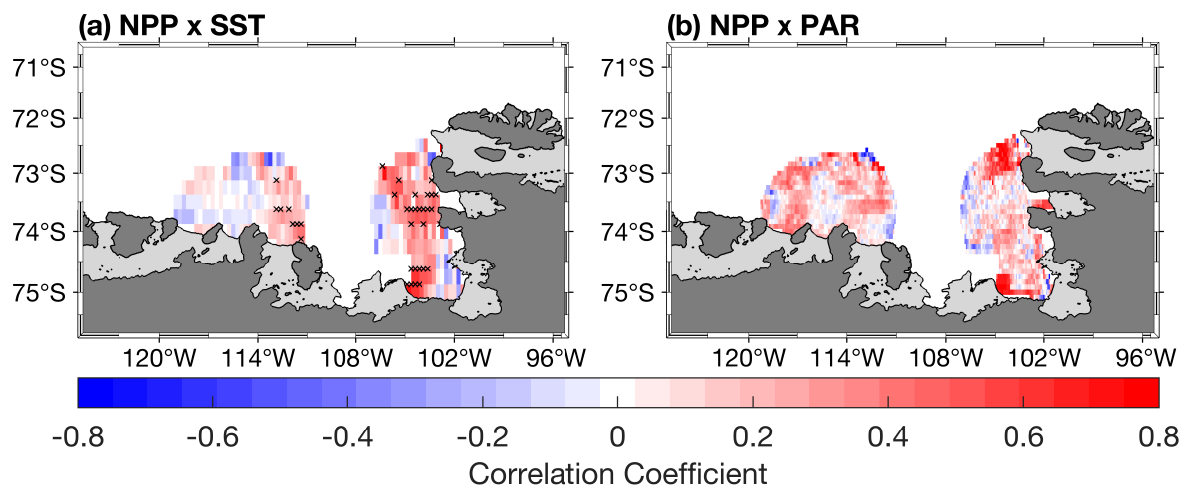 (a) NPP x SST
(b) NPP x PAR
71°S
72°S
73°S
74°S
75°S
71°S
72°S
73°S
74°S
75°S
120°W 114°W 108°W 102°W 96°W
120°W 114°W 108°W 102°W 96°W
-0.8 -0.6 -0.4 -0.2 0 0.2 0.4 0.6 0.8
Correlation Coefficient